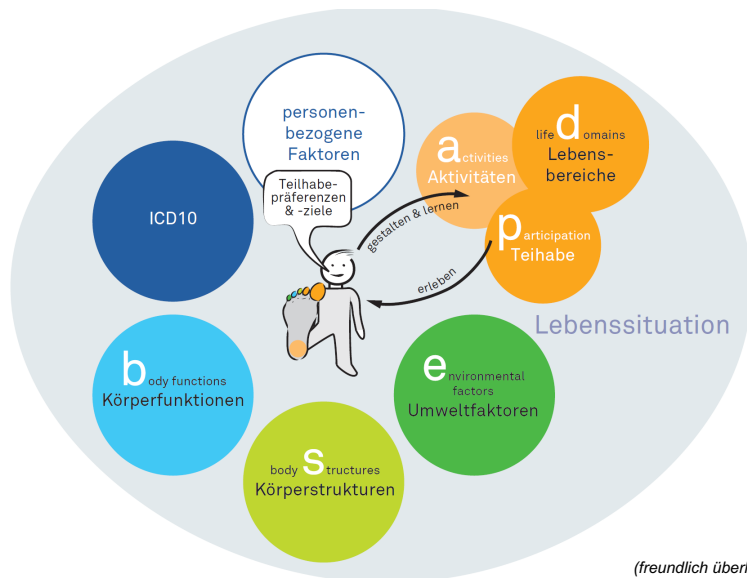 personen-
bezogene
Faktoren
Teilhabe-
präferenzen
& -ziele
ICD10
activities
Aktivitäten
life domains
Lebens-
bereiche
participation
Teihabe
gestalten & lernen
erleben
Lebenssituation
body functions
Körperfunktionen
environmental
factors
Umweltfaktoren
body structures
Körperstrukturen
(freundlich